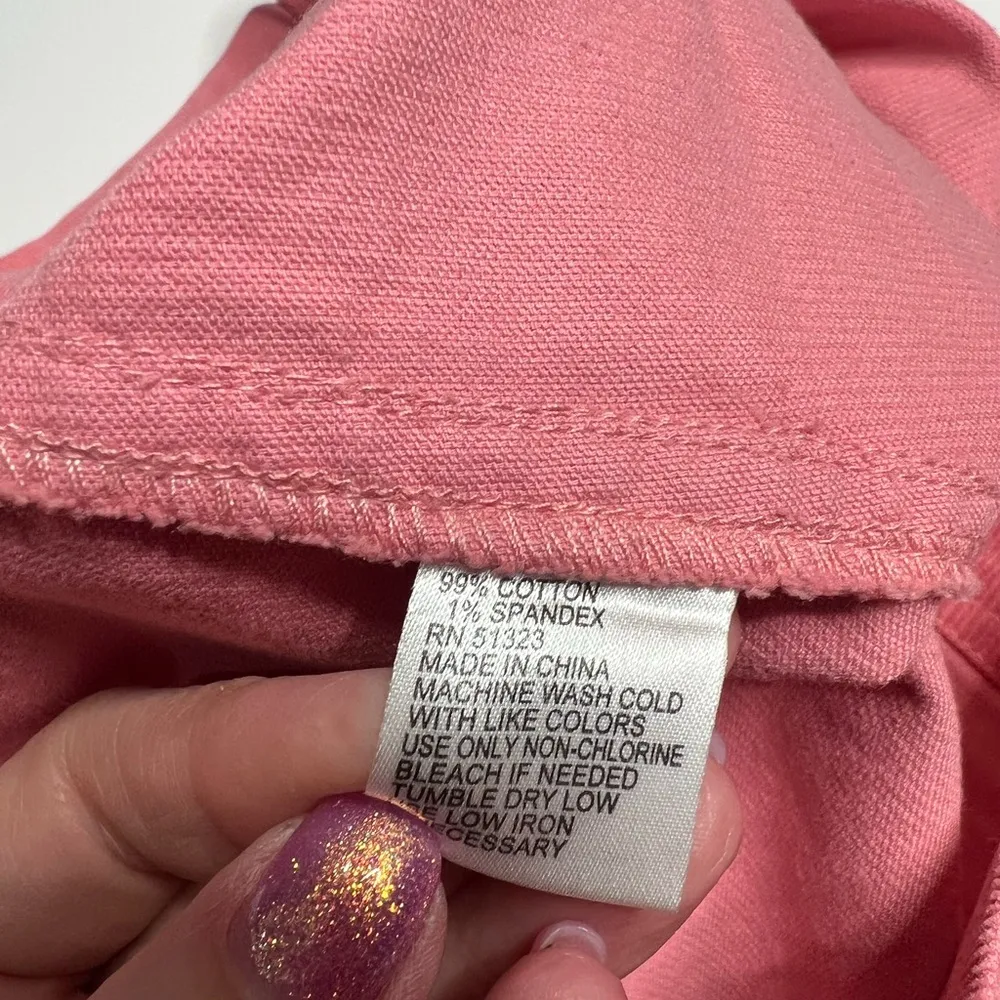 99% COTTON
1% SPANDEX
RN 51323
MADE IN CHINA
MACHINE WASH COLD
WITH LIKE COLORS
USE ONLY NON-CHLORINE
BLEACH IF NEEDED
TUMBLE DRY LOW
LOW IRON